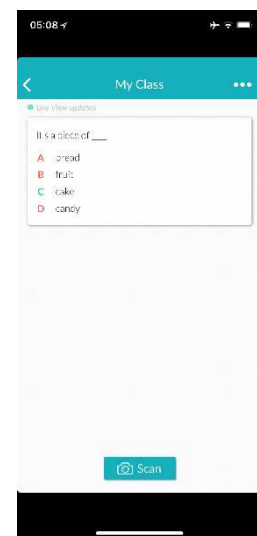 05:08
My Class
Live View updated
It's a piece of ___
A bread
B fruit
C cake
D candy
Scan